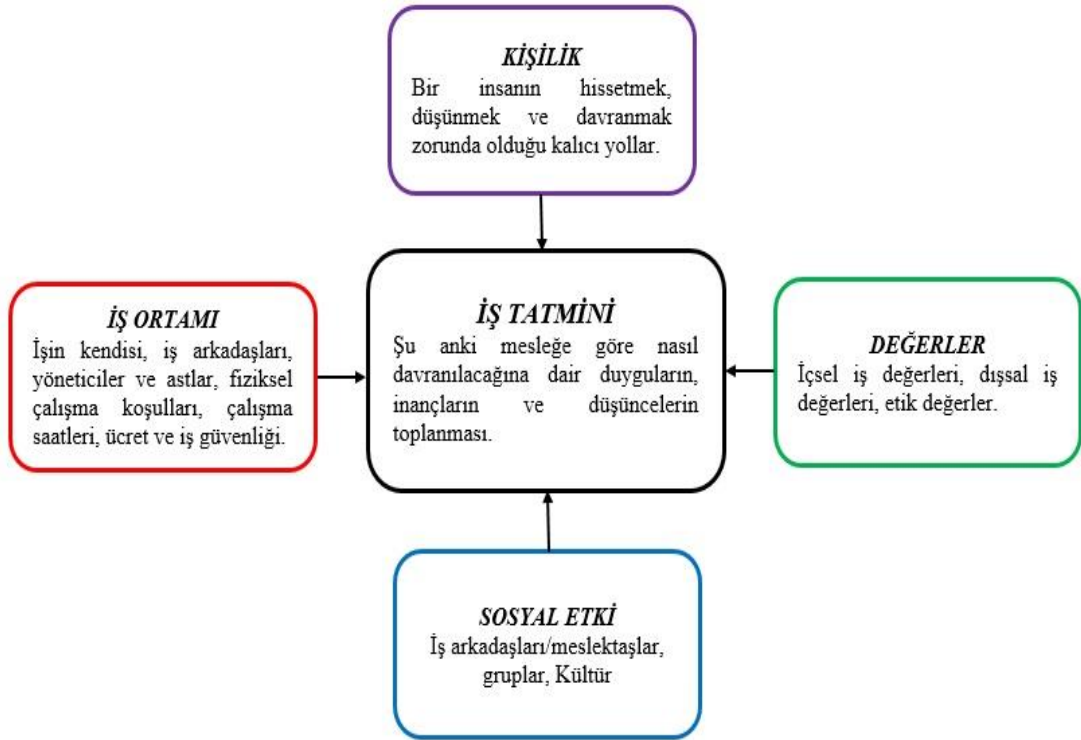 KİŞİLİK
Bir insanın hissetmek,
düşünmek ve davranmak
zorunda olduğu kalıcı yollar.
İŞ ORTAMI
İşin kendisi, iş arkadaşları,
yöneticiler ve astlar, fiziksel
çalışma koşulları, çalışma
saatleri, ücret ve iş güvenliği.
İŞ TATMİNİ
Şu anki mesleğe göre nasıl
davranılacağına dair duyguların,
inançların ve düşüncelerin
toplanması.
DEĞERLER
İçsel iş değerleri, dışsal iş
değerleri, etik değerler.
SOSYAL ETKİ
İş arkadaşları/meslektaşlar,
gruplar, Kültür